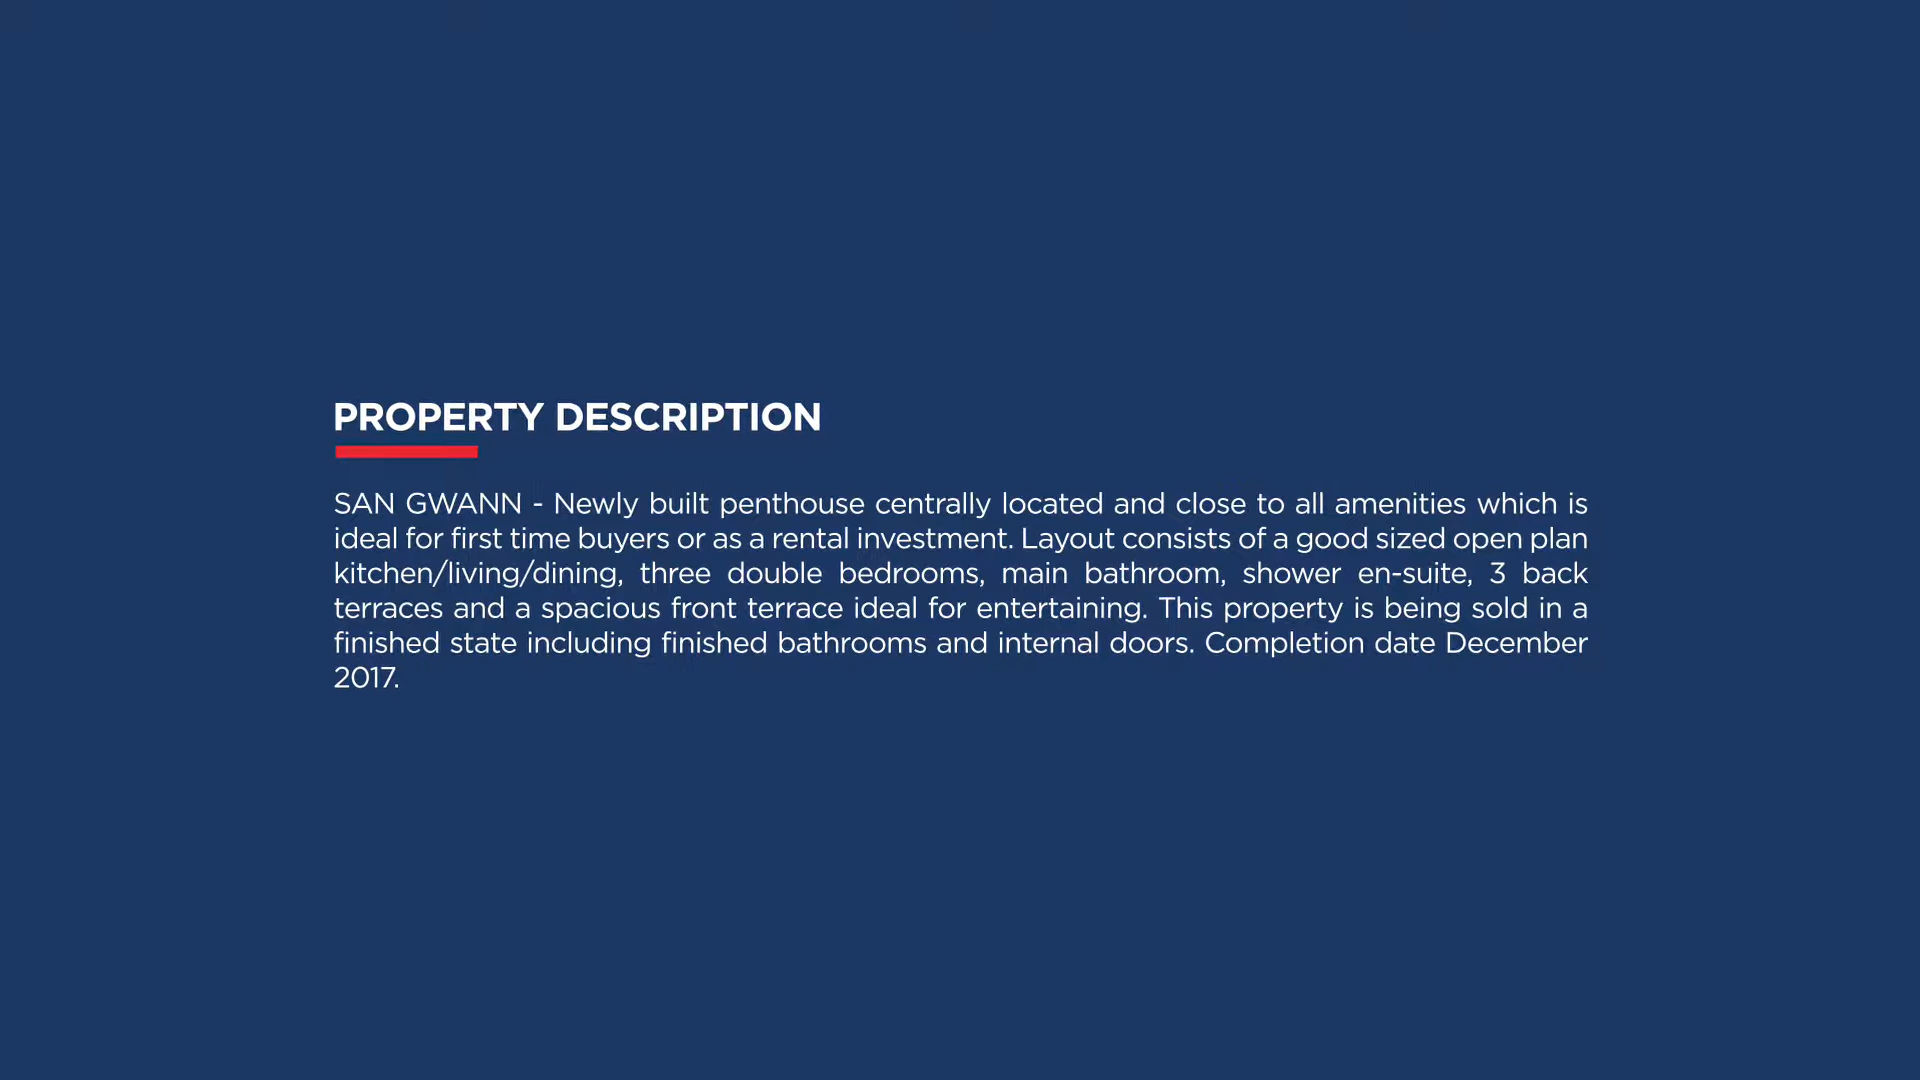 PROPERTY DESCRIPTION
SAN GWANN - Newly built penthouse centrally located and close to all amenities which is
ideal for first time buyers or as a rental investment. Layout consists of a good sized open plan
kitchen/living/dining, three double bedrooms, main bathroom, shower en-suite, 3 back
terraces and a spacious front terrace ideal for entertaining. This property is being sold in a
finished state including finished bathrooms and internal doors. Completion date December
2017.